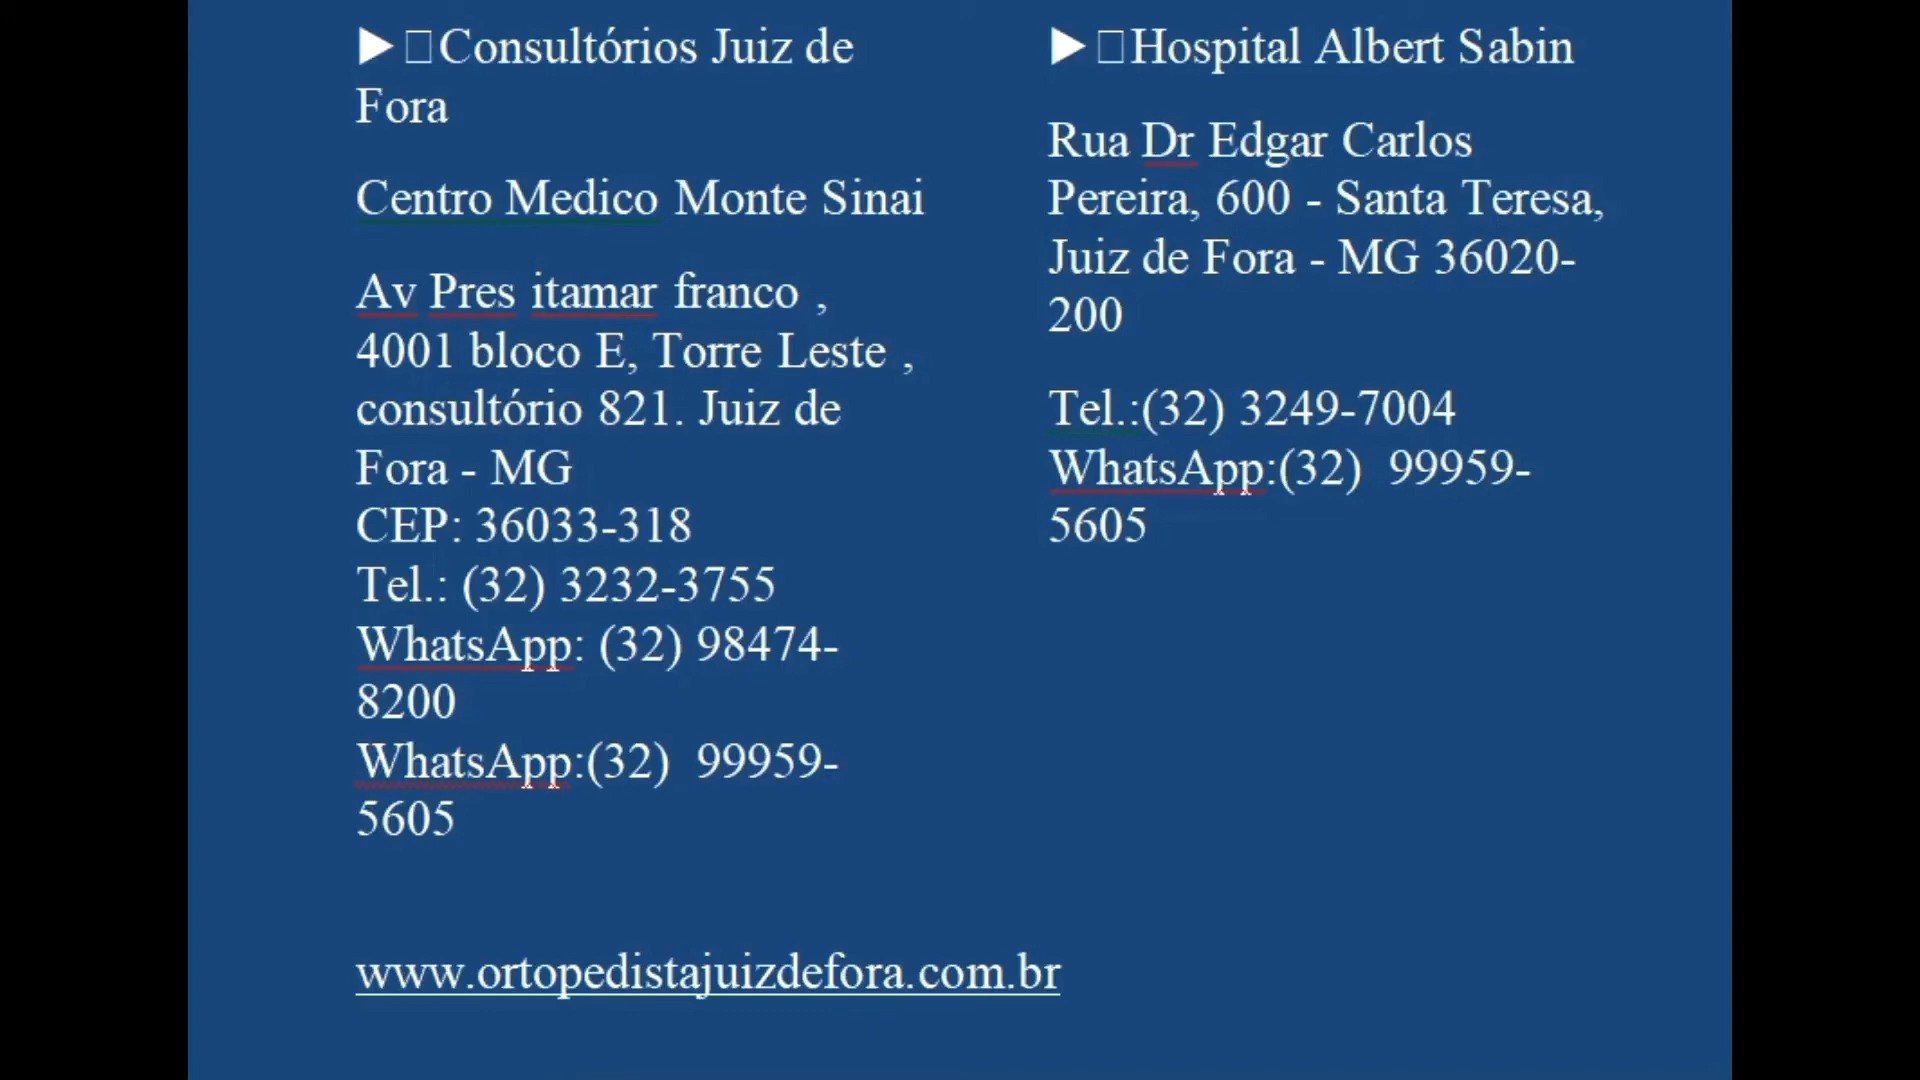 ▶Consultórios Juiz de
Fora
Centro Medico Monte Sinai
Av Pres itamar franco ,
4001 bloco E, Torre Leste ,
consultório 821. Juiz de
Fora - MG
CEP: 36033-318
Tel.: (32) 3232-3755
WhatsApp: (32) 98474-
8200
WhatsApp:(32)  99959-
5605
▶Hospital Albert Sabin
Rua Dr Edgar Carlos
Pereira, 600 - Santa Teresa,
Juiz de Fora - MG 36020-
200
Tel.:(32) 3249-7004
WhatsApp:(32)  99959-
5605
www.ortopedistajuizdefora.com.br